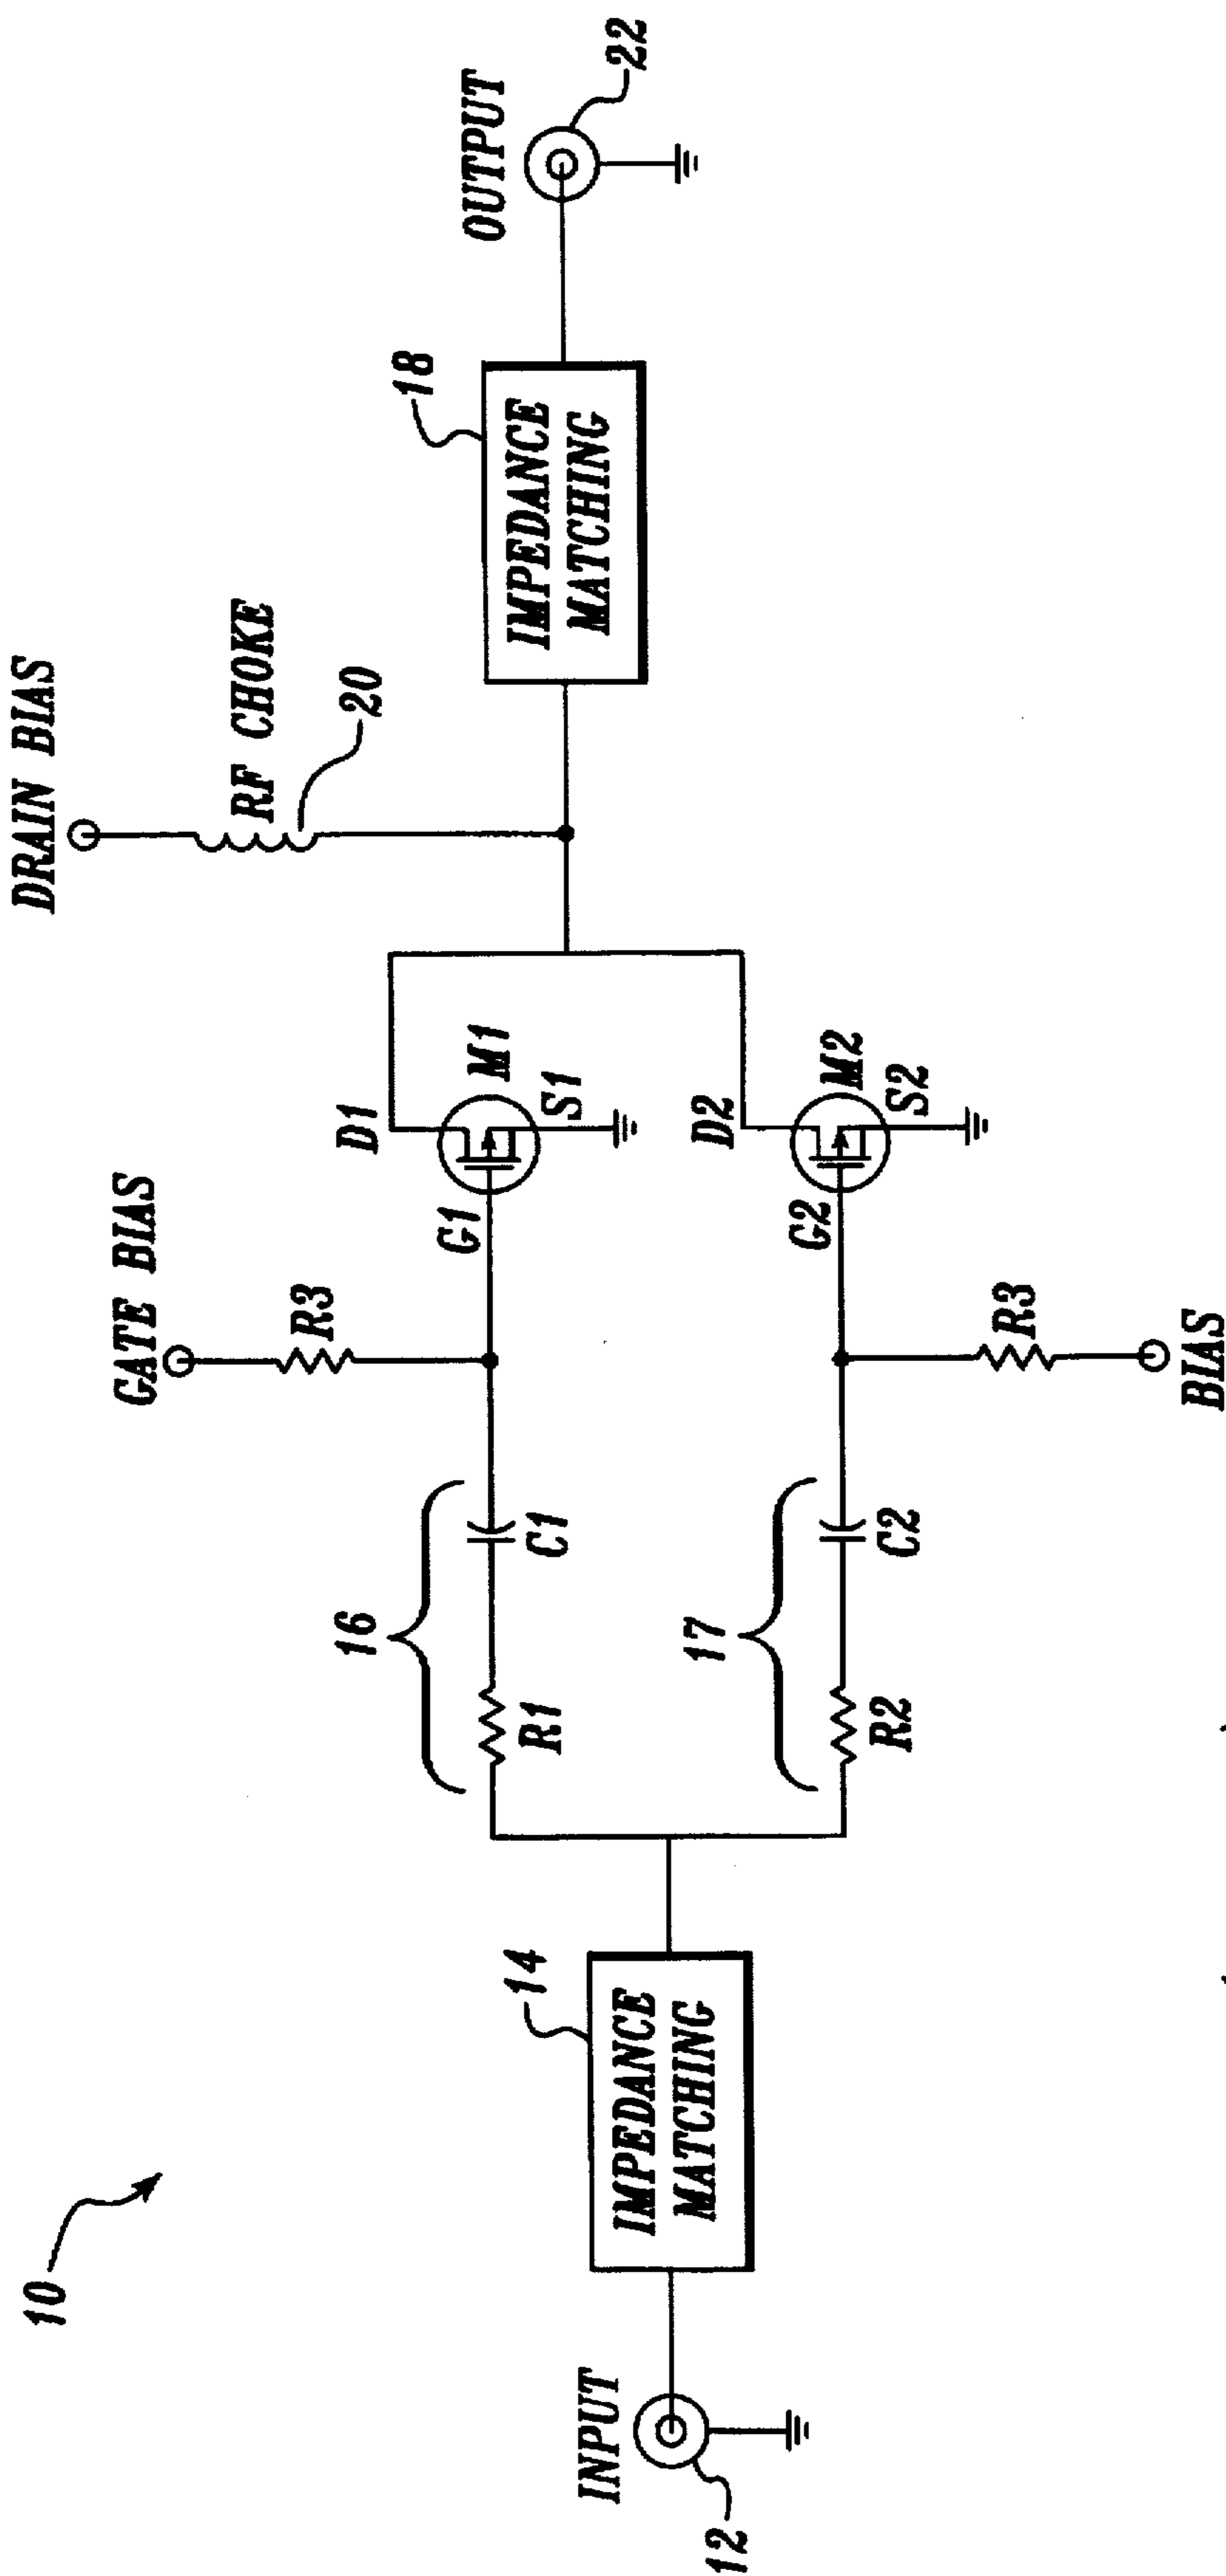 10
INPUT
12
IMPEDANCE
MATCHING
14
16
R1
C1
17
R2
C2
GATE BIAS
R3
G1
D1
M1
S1
G2
D2
M2
S2
R3
BIAS
DRAIN BIAS
RF CHOKE
20
IMPEDANCE
MATCHING
18
OUTPUT
22